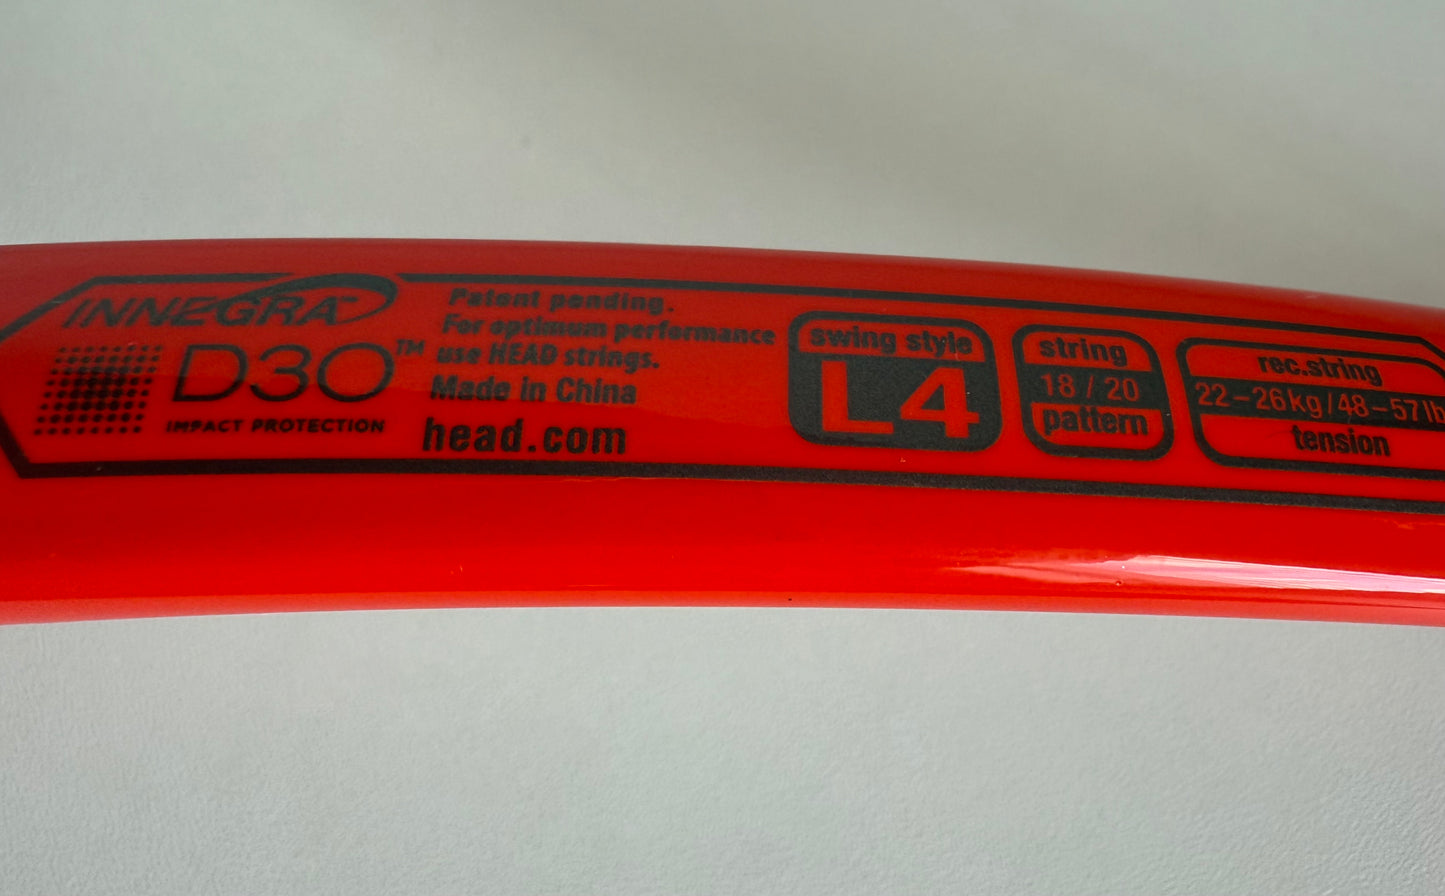 INNEGRA™
D3O™
IMPACT PROTECTION
Patent pending.
For optimum performance
use HEAD strings.
Made in China
head.com
swing style
L4
string
18 / 20
pattern
rec.string
22–26kg/48–57lb
tension